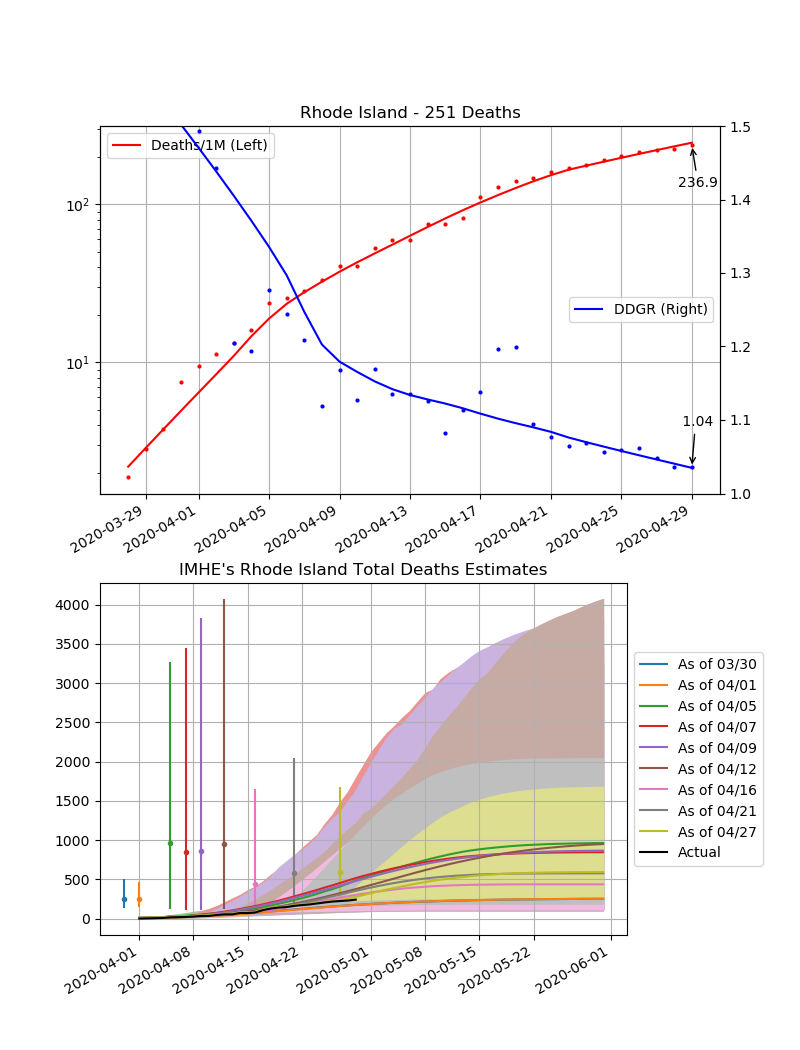 Rhode Island - 251 Deaths
Deaths/1M (Left)
DDGR (Right)
236.9
1.04
10²
10¹
1.5
1.4
1.3
1.2
1.1
1.0
2020-03-29
2020-04-01
2020-04-05
2020-04-09
2020-04-13
2020-04-17
2020-04-21
2020-04-25
2020-04-29
IMHE's Rhode Island Total Deaths Estimates
4000
3500
3000
2500
2000
1500
1000
500
0
2020-04-01
2020-04-08
2020-04-15
2020-04-22
2020-05-01
2020-05-08
2020-05-15
2020-05-22
2020-06-01
As of 03/30
As of 04/01
As of 04/05
As of 04/07
As of 04/09
As of 04/12
As of 04/16
As of 04/21
As of 04/27
Actual